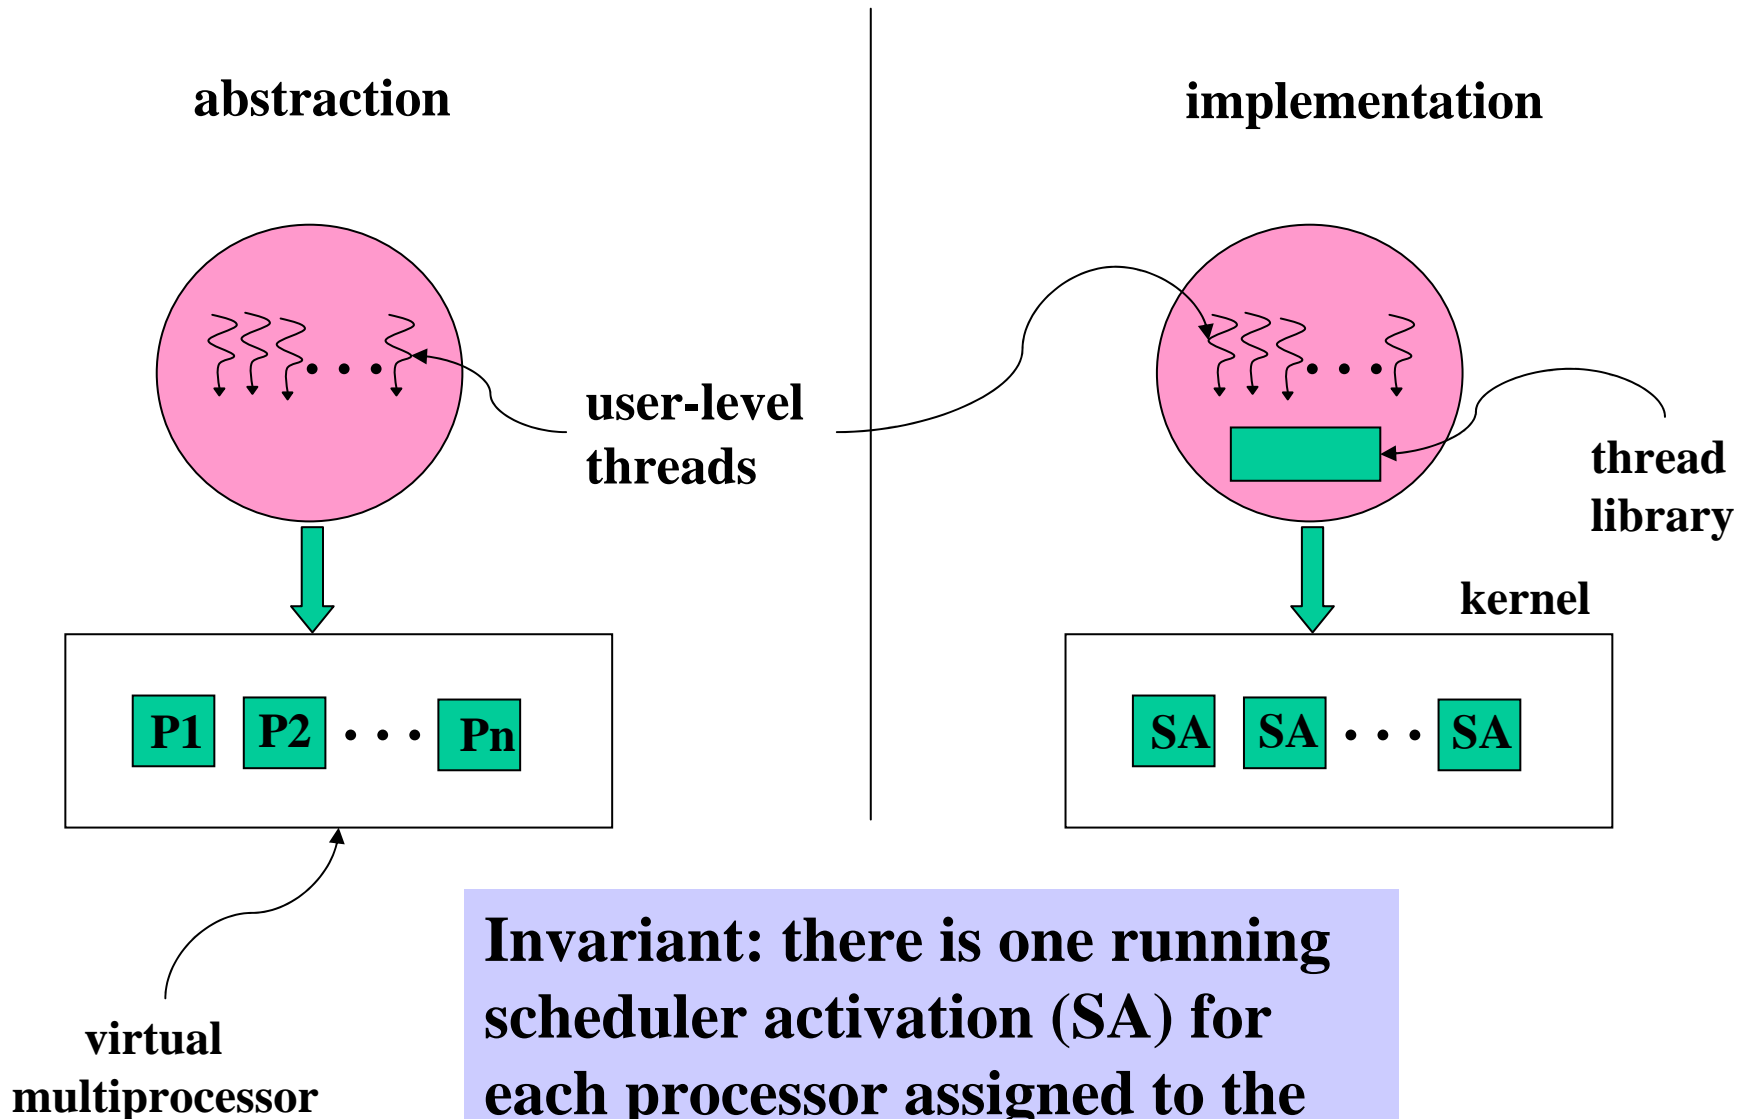 abstraction
implementation
user-level
threads
thread
library
kernel
P1 P2 • • • Pn
SA SA • • • SA
virtual
multiprocessor
Invariant: there is one running
scheduler activation (SA) for
each processor assigned to the